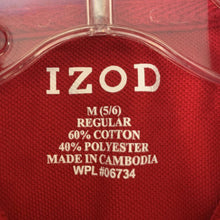 IZOD
M (5/6)
REGULAR
60% COTTON
40% POLYESTER
MADE IN CAMBODIA
WPL#06734